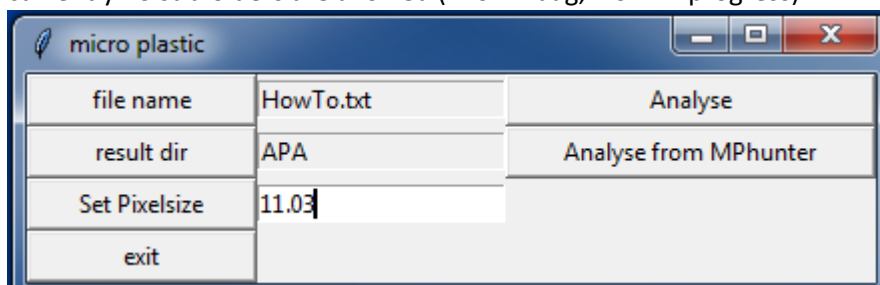 micro plastic
file name HowTo.txt Analyse
result dir APA Analyse from MPhunter
Set Pixelsize 11.03
exit